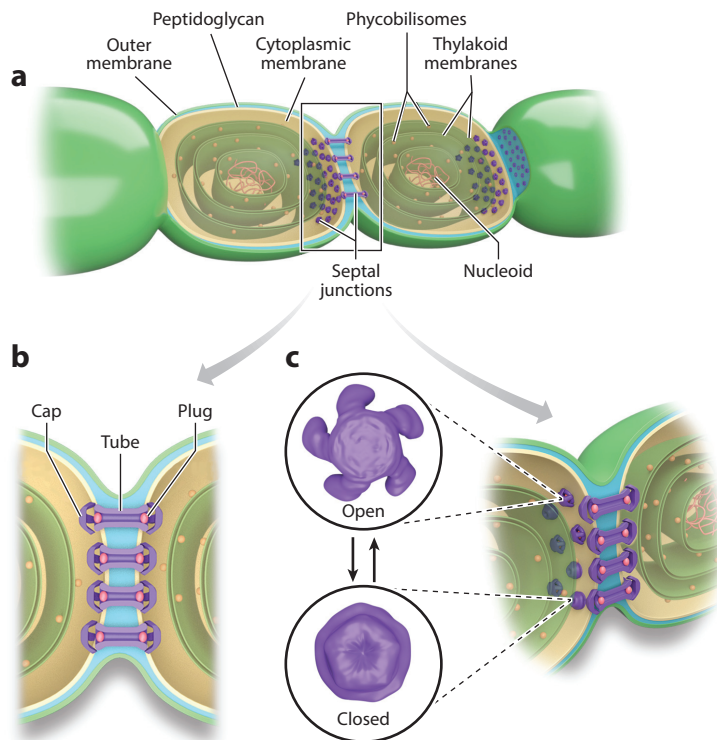 a
Outer
membrane
Peptidoglycan
Cytoplasmic
membrane
Phycobilisomes
Thylakoid
membranes
Septal
junctions
Nucleoid
b
Cap
Tube
Plug
c
Open
Closed